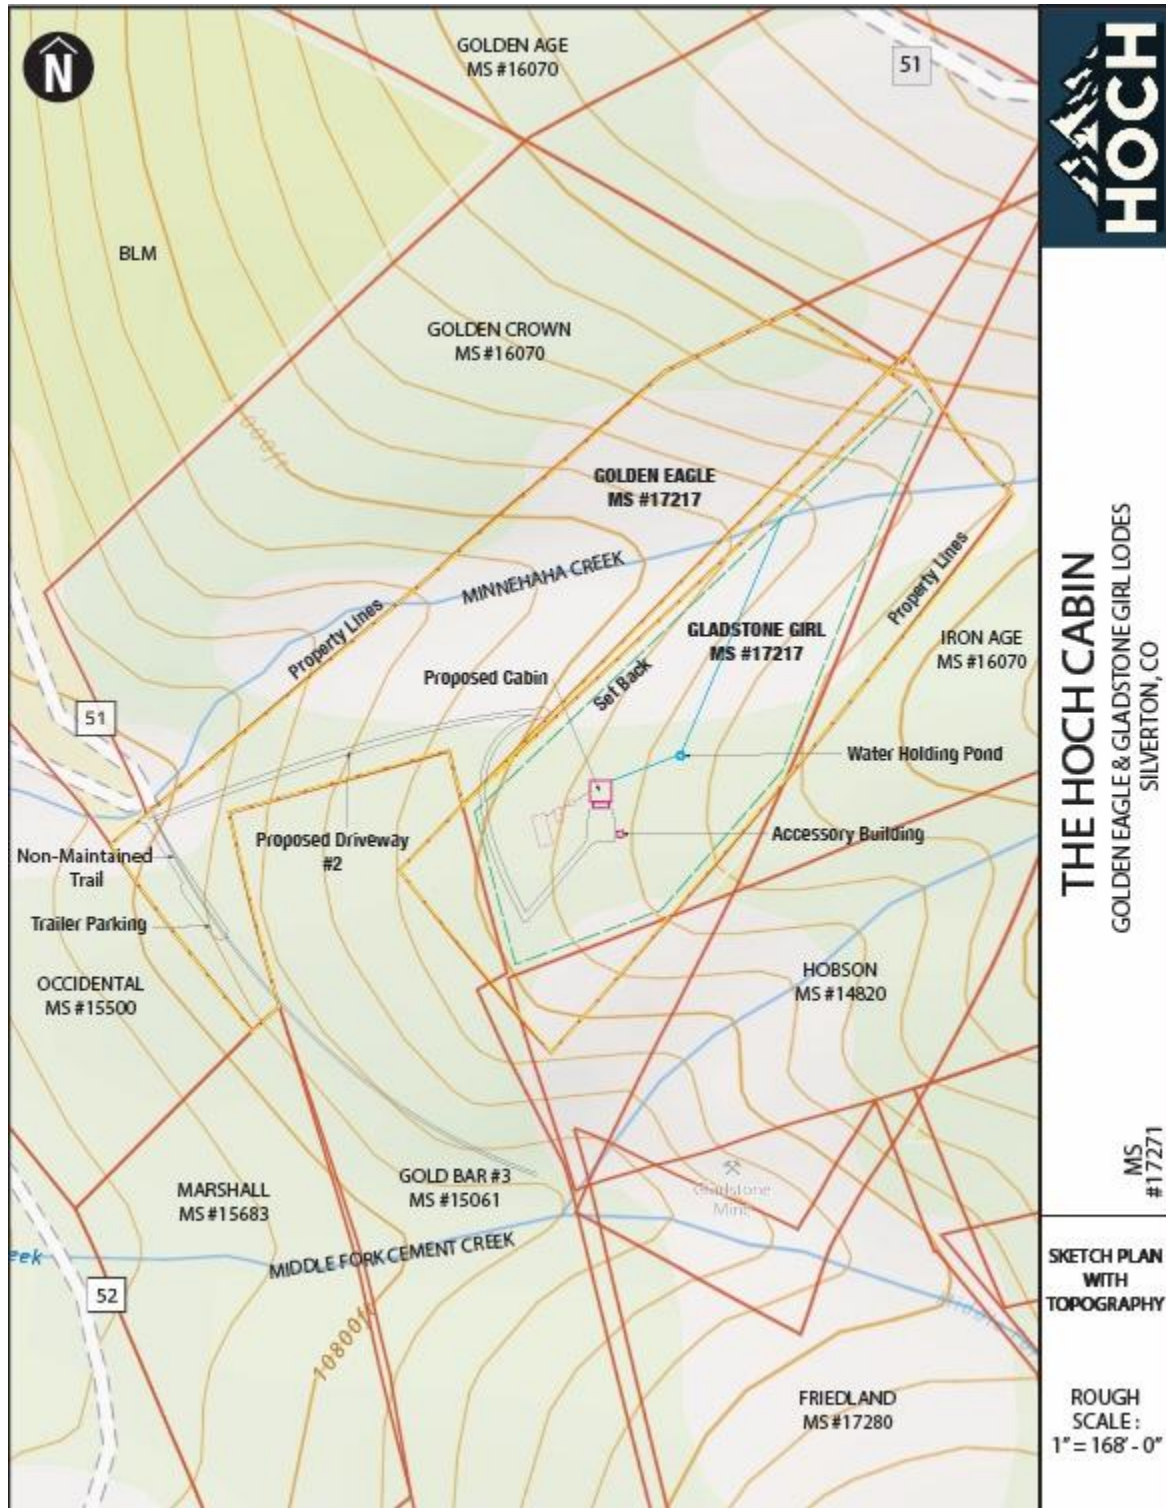 N
GOLDEN AGE
MS #16070
51
HOCH
BLM
GOLDEN CROWN
MS #16070
GOLDEN EAGLE
MS #17217
MINNEHAHA CREEK
Property Lines
GLADSTONE GIRL
MS #17217
Property Lines
IRON AGE
MS #16070
Proposed Cabin
Set Back
51
Water Holding Pond
Proposed Driveway
#2
Accessory Building
Non-Maintained
Trail
Trailer Parking
OCCIDENTAL
MS #15500
HOBSON
MS #14820
MARSHALL
MS #15683
GOLD BAR #3
MS #15061
Gladstone
Mine
MIDDLE FORK CEMENT CREEK
eek
52
10800ft
FRIEDLAND
MS #17280
THE HOCH CABIN
GOLDEN EAGLE & GLADSTONE GIRL LODES
SILVERTON, CO
MS
#17271
SKETCH PLAN
WITH
TOPOGRAPHY
ROUGH
SCALE :
1" = 168' - 0"